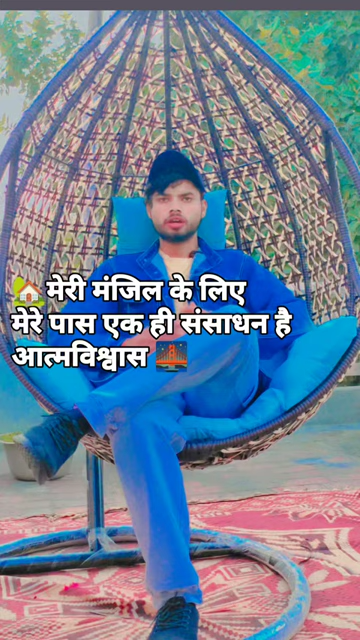 🏡 मेरी मंजिल के लिए
मेरे पास एक ही संसाधन है
आत्मविश्वास 🌉